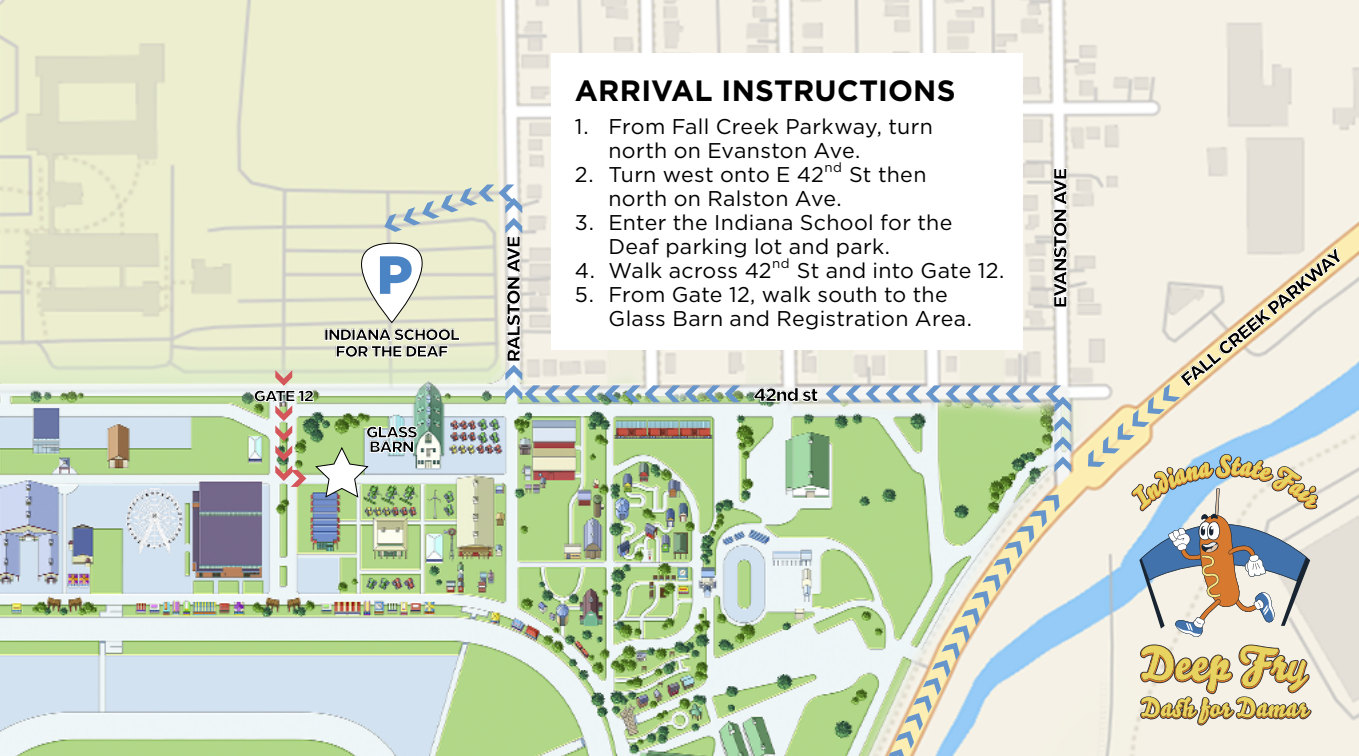 ARRIVAL INSTRUCTIONS
1. From Fall Creek Parkway, turn
north on Evanston Ave.
2. Turn west onto E 42nd St then
north on Ralston Ave.
3. Enter the Indiana School for the
Deaf parking lot and park.
4. Walk across 42nd St and into Gate 12.
5. From Gate 12, walk south to the
Glass Barn and Registration Area.
EVANSTON AVE
RALSTON AVE
FALL CREEK PARKWAY
P
INDIANA SCHOOL
FOR THE DEAF
GATE 12
42nd st
GLASS
BARN
Indiana State Fair
Deep Fry
Dash for Damar